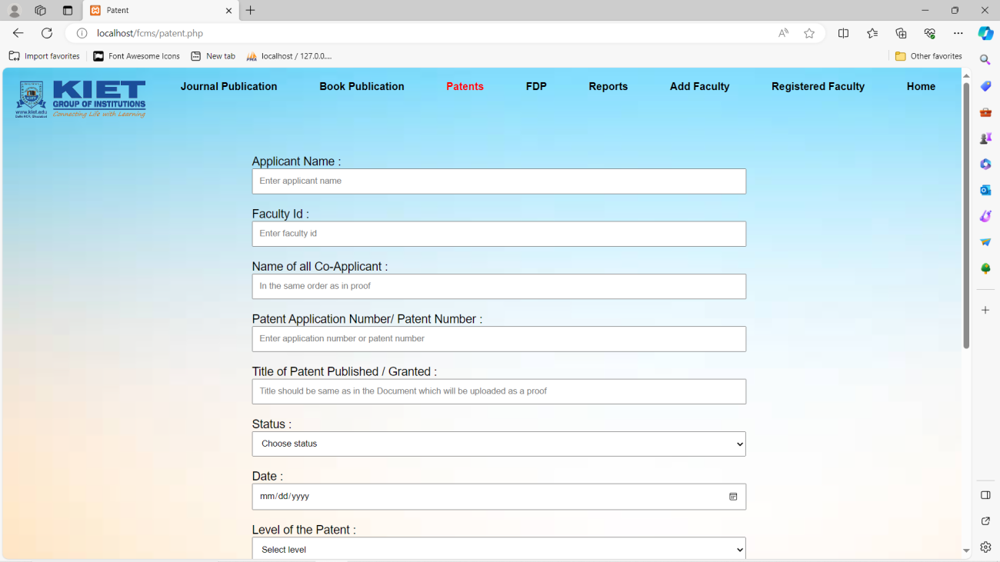 Patent
localhost/fcms/patent.php
Import favorites
Font Awesome Icons
New tab
localhost / 127.0.0....
Other favorites
KIET
GROUP OF INSTITUTIONS
Connecting Life with Learning
www.kiet.edu
Delhi-NCR, Ghaziabad
Journal Publication
Book Publication
Patents
FDP
Reports
Add Faculty
Registered Faculty
Home
Applicant Name :
Enter applicant name
Faculty Id :
Enter faculty id
Name of all Co-Applicant :
In the same order as in proof
Patent Application Number/ Patent Number :
Enter application number or patent number
Title of Patent Published / Granted :
Title should be same as in the Document which will be uploaded as a proof
Status :
Choose status
Date :
mm/dd/yyyy
Level of the Patent :
Select level